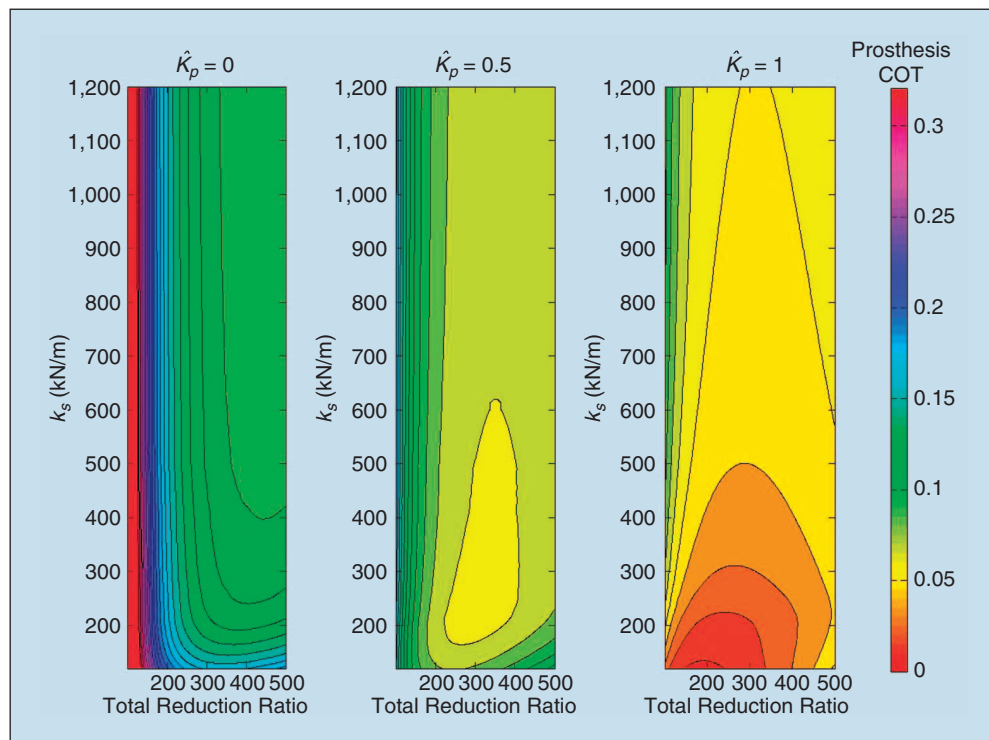 K̂p = 0
1,200
1,100
1,000
900
800
700
600
500
400
300
200
ks (kN/m)
200 300 400 500
Total Reduction Ratio
K̂p = 0.5
1,200
1,100
1,000
900
800
700
600
500
400
300
200
ks (kN/m)
200 300 400 500
Total Reduction Ratio
K̂p = 1
1,200
1,100
1,000
900
800
700
600
500
400
300
200
ks (kN/m)
200 300 400 500
Total Reduction Ratio
Prosthesis
COT
0.3
0.25
0.2
0.15
0.1
0.05
0